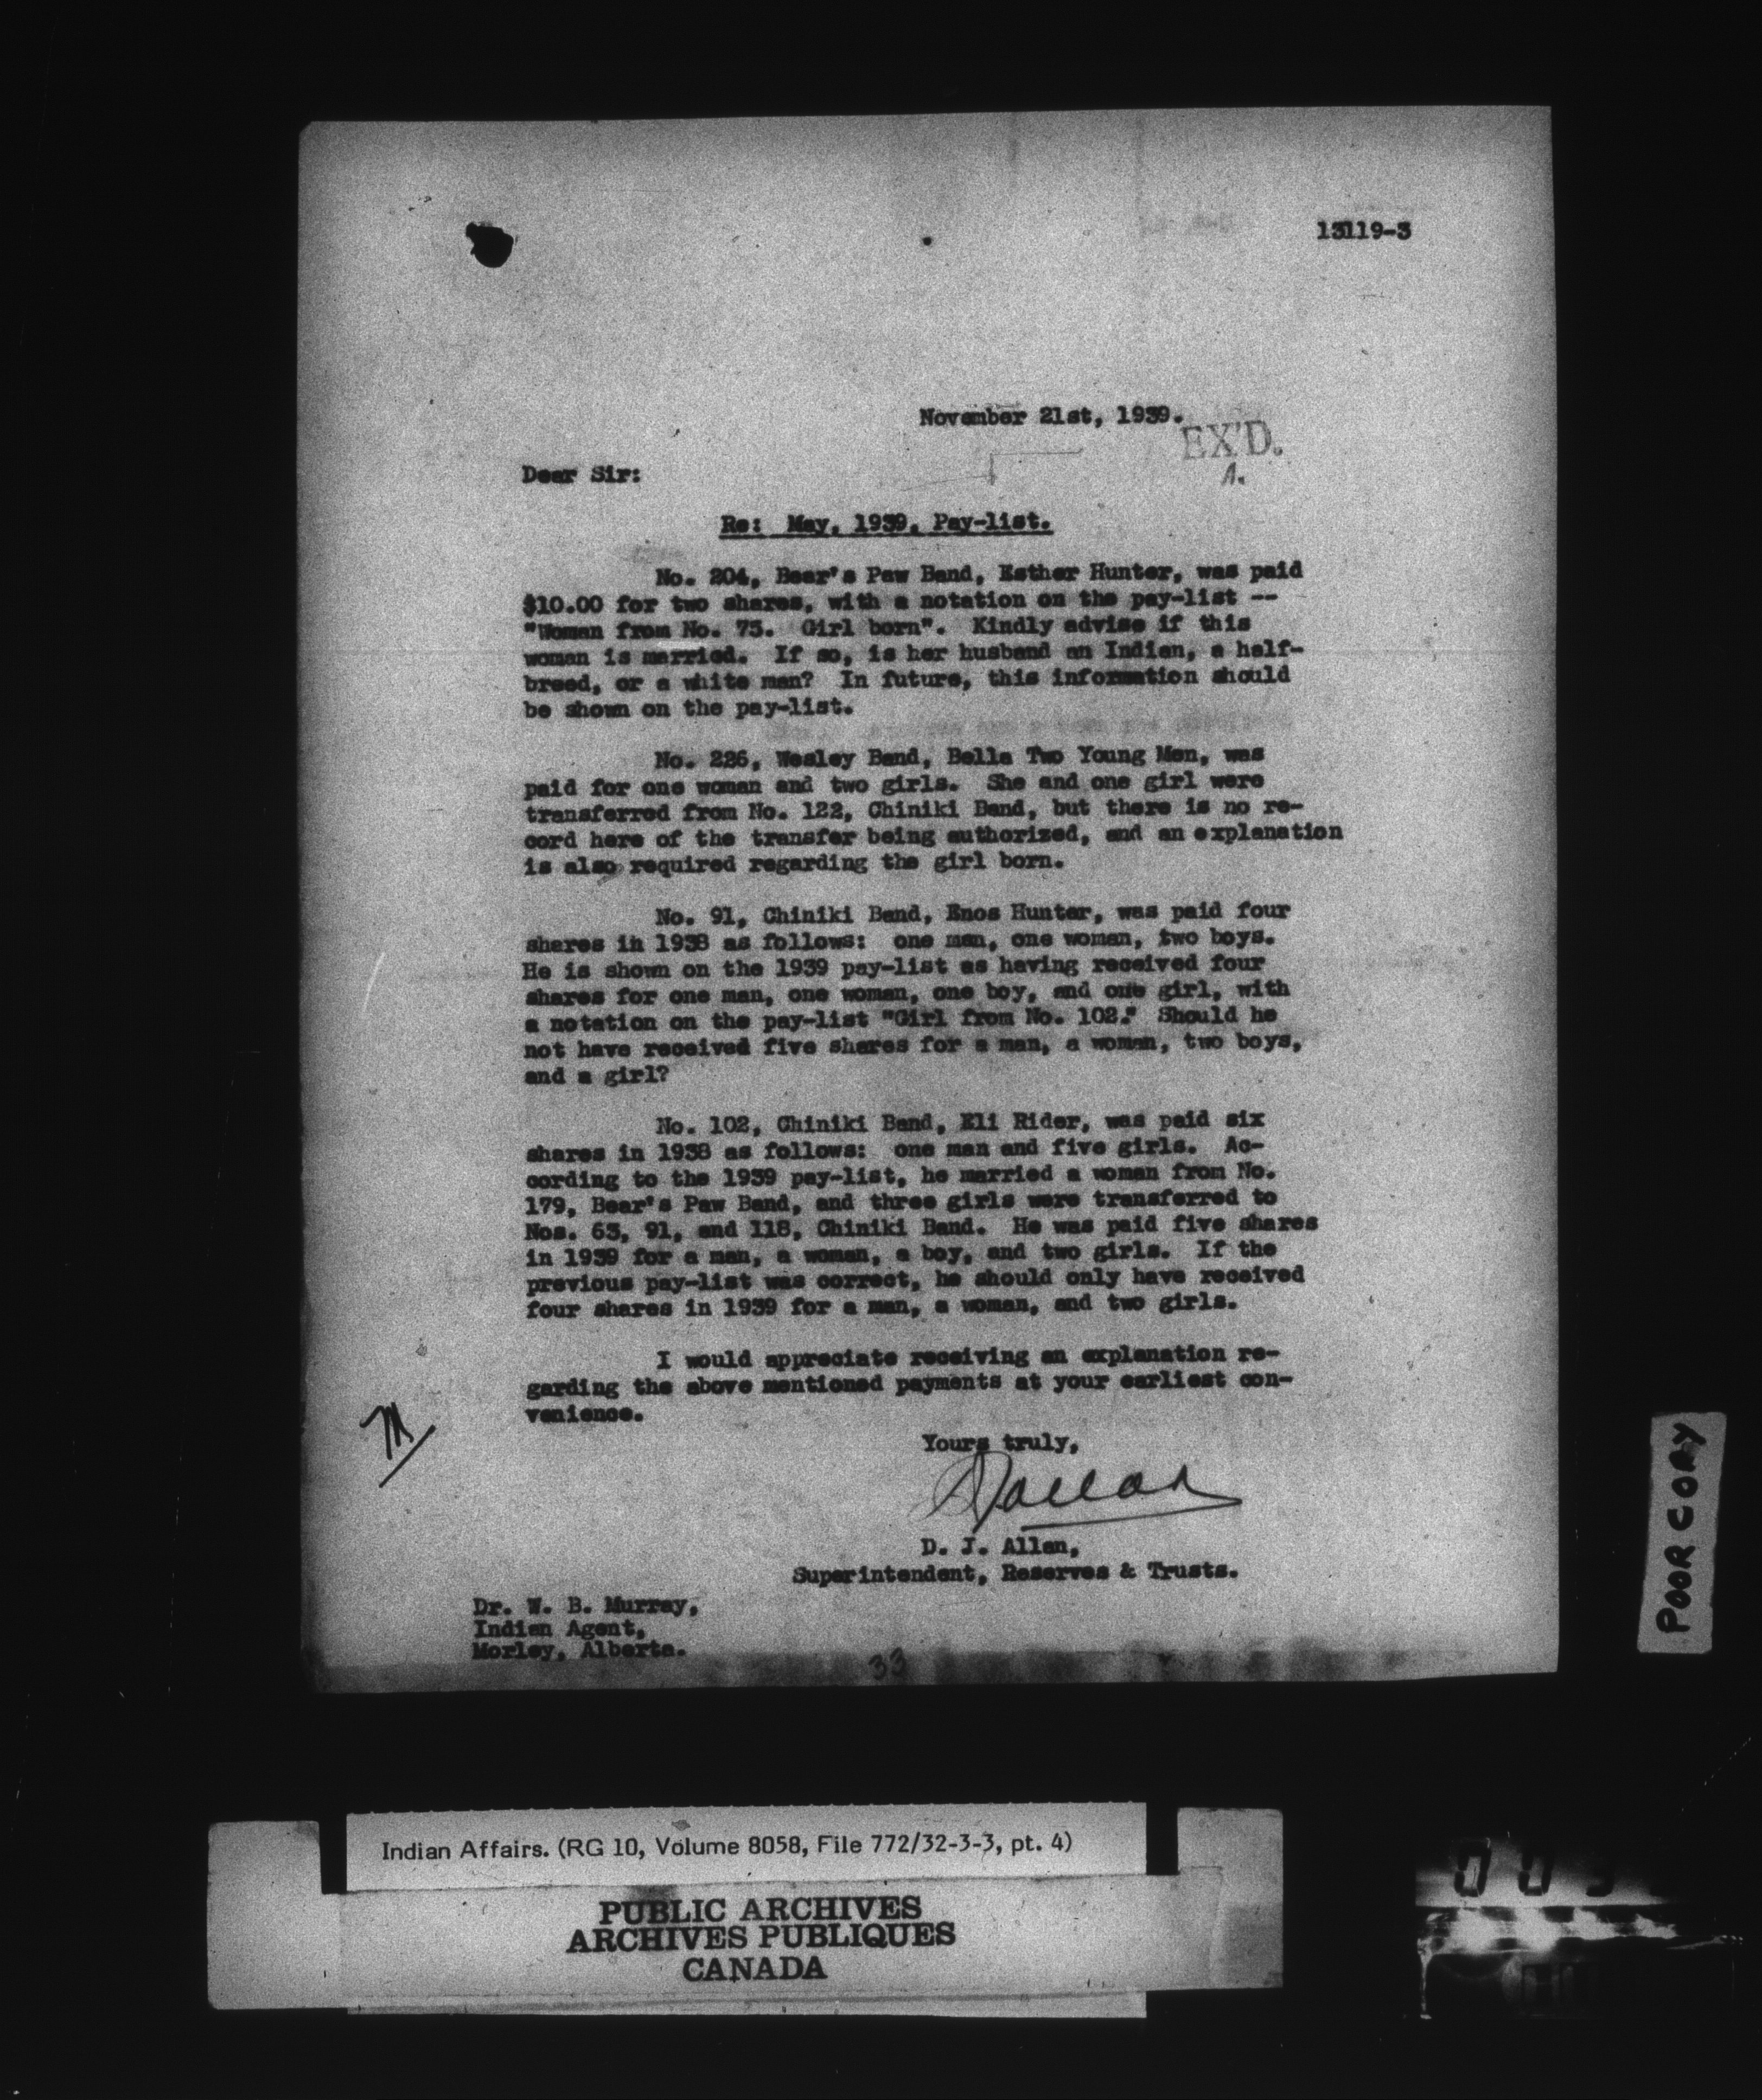 13119-3
November 21st, 1939.
EX'D.
Dear Sir:
Re: May, 1939, Pay-list.
No. 204, Bear's Paw Band, Esther Hunter, was paid
$10.00 for two shares, with a notation on the pay-list --
"Woman from No. 75. Girl born". Kindly advise if this
woman is married. If so, is her husband an Indian, a half-
breed, or a white man? In future, this information should
be shown on the pay-list.
No. 226, Wesley Band, Bella Two Young Men, was
paid for one woman and two girls. She and one girl were
transferred from No. 122, Chiniki Band, but there is no re-
cord here of the transfer being authorized, and an explanation
is also required regarding the girl born.
No. 91, Chiniki Band, Enos Hunter, was paid four
shares in 1938 as follows: one man, one woman, two boys.
He is shown on the 1939 pay-list as having received four
shares for one man, one woman, one boy, and one girl, with
a notation on the pay-list "Girl from No. 102." Should he
not have received five shares for a man, a woman, two boys,
and a girl?
No. 102, Chiniki Band, Eli Rider, was paid six
shares in 1938 as follows: one man and five girls. Ac-
cording to the 1939 pay-list, he married a woman from No.
179, Bear's Paw Band, and three girls were transferred to
Nos. 63, 91, and 118, Chiniki Band. He was paid five shares
in 1939 for a man, a woman, a boy, and two girls. If the
previous pay-list was correct, he should only have received
four shares in 1939 for a man, a woman, and two girls.
I would appreciate receiving an explanation re-
garding the above mentioned payments at your earliest con-
venience.
M
Yours truly,
D. J. Allan,
Superintendent, Reserves & Trusts.
Dr. W. B. Murray,
Indian Agent,
Morley, Alberta.
33
POOR COPY
Indian Affairs. (RG 10, Volume 8058, File 772/32-3-3, pt. 4)
PUBLIC ARCHIVES
ARCHIVES PUBLIQUES
CANADA